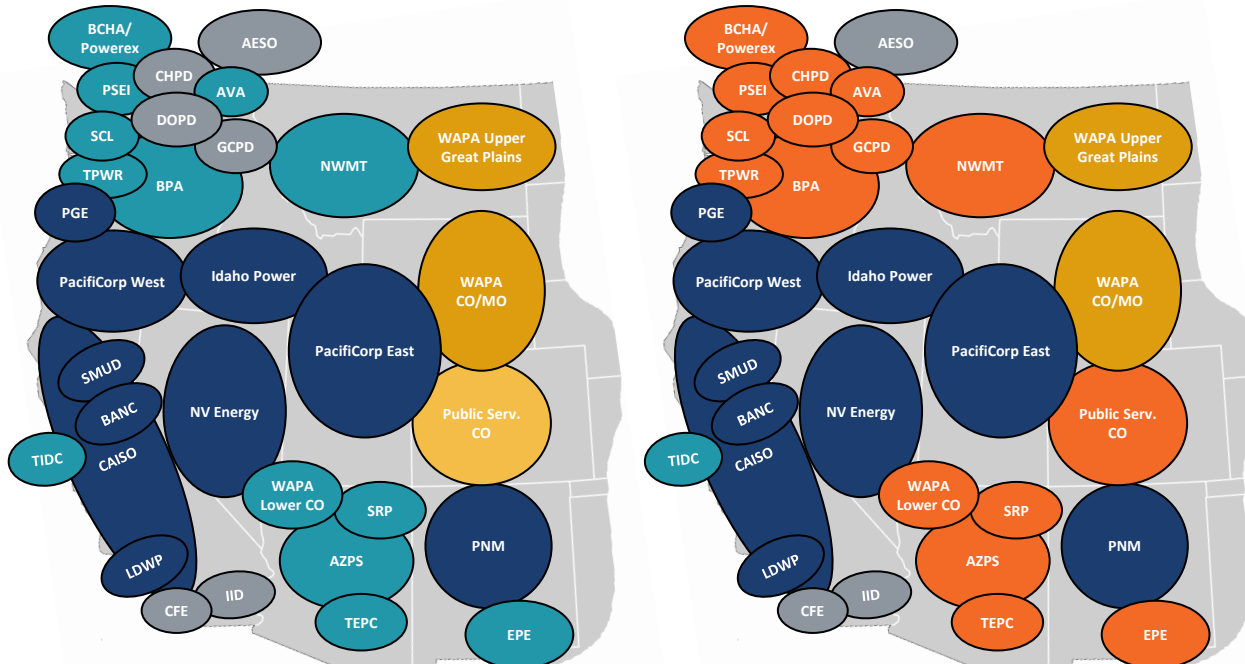 BCHA/
Powerex
AESO
CHPD
PSEI
AVA
DOPD
SCL
GCPD
WAPA Upper
Great Plains
NWMT
TPWR
BPA
PGE
PacifiCorp West
Idaho Power
WAPA
CO/MO
PacifiCorp East
SMUD
BANC
NV Energy
Public Serv.
CO
TIDC
CAISO
WAPA
Lower CO
SRP
PNM
AZPS
LDWP
IID
CFE
TEPC
EPE
BCHA/
Powerex
AESO
CHPD
PSEI
AVA
DOPD
SCL
GCPD
WAPA Upper
Great Plains
NWMT
TPWR
BPA
PGE
PacifiCorp West
Idaho Power
WAPA
CO/MO
PacifiCorp East
SMUD
BANC
NV Energy
Public Serv.
CO
TIDC
CAISO
WAPA
Lower CO
SRP
PNM
AZPS
LDWP
IID
CFE
TEPC
EPE